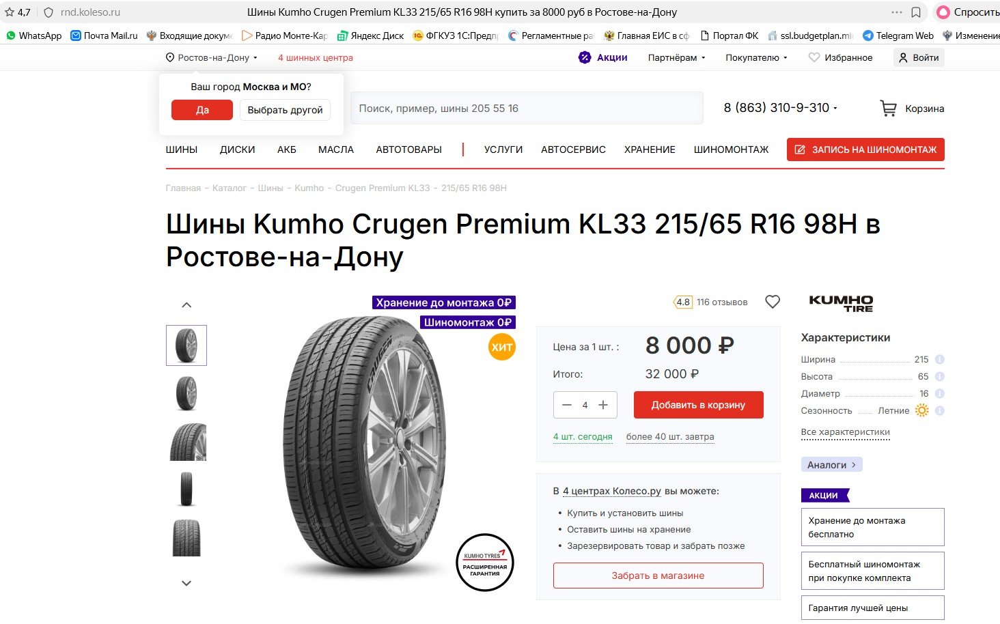 4,7 rnd.koleso.ru Шины Kumho Crugen Premium KL33 215/65 R16 98H купить за 8000 руб в Ростове-на-Дону Спросить
WhatsApp Почта Mail.ru Входящие докуме Радио Монте-Кар Яндекс Диск ФГКУЗ 1С:Предпр Регламентные ра Главная ЕИС в сф Портал ФК ssl.budgetplan.mi Telegram Web Изменение
Ростов-на-Дону 4 шинных центра Акции Партнёрам Покупателю Избранное Войти
Ваш город Москва и МО?
Да Выбрать другой
Поиск, пример, шины 205 55 16
8 (863) 310-9-310
Корзина
ШИНЫ ДИСКИ АКБ МАСЛА АВТОТОВАРЫ | УСЛУГИ АВТОСЕРВИС ХРАНЕНИЕ ШИНОМОНТАЖ ЗАПИСЬ НА ШИНОМОНТАЖ
Главная - Каталог - Шины - Kumho - Crugen Premium KL33 - 215/65 R16 98H
Шины Kumho Crugen Premium KL33 215/65 R16 98H в
Ростове-на-Дону
Хранение до монтажа 0₽
Шиномонтаж 0₽
ХИТ
CRUGEN
KUMHO TYRES
РАСШИРЕННАЯ
ГАРАНТИЯ
4.8 116 отзывов
Цена за 1 шт. : 8 000 ₽
Итого: 32 000 ₽
— 4 + Добавить в корзину
4 шт. сегодня более 40 шт. завтра
В 4 центрах Колесо.ру вы можете:
• Купить и установить шины
• Оставить шины на хранение
• Зарезервировать товар и забрать позже
Забрать в магазине
KUMHO
TIRE
Характеристики
Ширина 215
Высота 65
Диаметр 16
Сезонность Летние
Все характеристики
Аналоги >
АКЦИИ
Хранение до монтажа
бесплатно
Бесплатный шиномонтаж
при покупке комплекта
Гарантия лучшей цены